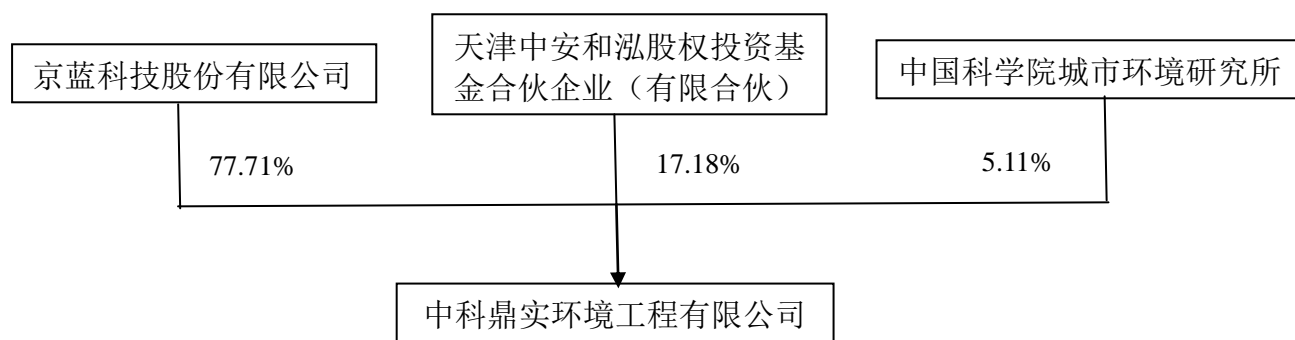 京蓝科技股份有限公司
天津中安和泓股权投资基
金合伙企业（有限合伙）
中国科学院城市环境研究所
77.71%
17.18%
5.11%
中科鼎实环境工程有限公司